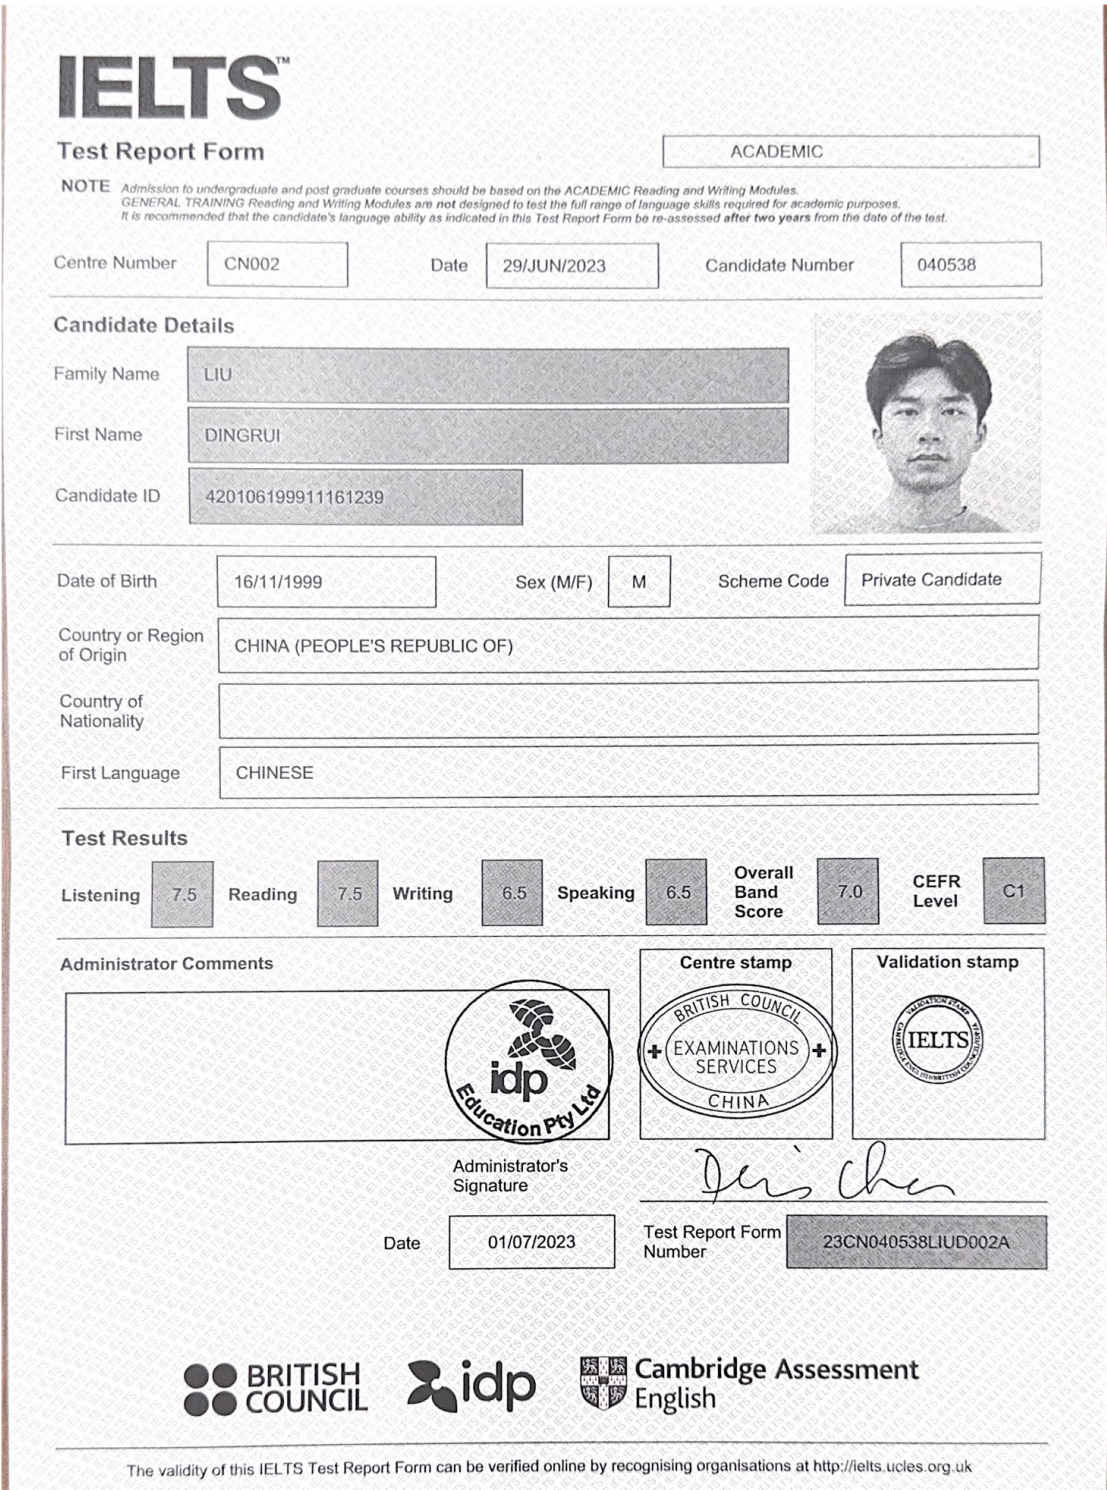 IELTS™
Test Report Form
ACADEMIC
NOTE Admission to undergraduate and post graduate courses should be based on the ACADEMIC Reading and Writing Modules.
GENERAL TRAINING Reading and Writing Modules are not designed to test the full range of language skills required for academic purposes.
It is recommended that the candidate's language ability as indicated in this Test Report Form be re-assessed after two years from the date of the test.
Centre Number CN002 Date 29/JUN/2023 Candidate Number 040538
Candidate Details
Family Name LIU
First Name DINGRUI
Candidate ID 420106199911161239
Date of Birth 16/11/1999 Sex (M/F) M Scheme Code Private Candidate
Country or Region
of Origin
CHINA (PEOPLE'S REPUBLIC OF)
Country of
Nationality
First Language CHINESE
Test Results
Listening 7.5 Reading 7.5 Writing 6.5 Speaking 6.5
Overall
Band
Score
7.0
CEFR
Level
C1
Administrator Comments
idp
Education Pty Ltd
Centre stamp
BRITISH COUNCIL
EXAMINATIONS
SERVICES
CHINA
Validation stamp
VALIDATION STAMP
IELTS
Administrator's
Signature
Date 01/07/2023
Test Report Form
Number
23CN040538LIUD002A
BRITISH
COUNCIL
idp
Cambridge Assessment
English
The validity of this IELTS Test Report Form can be verified online by recognising organisations at http://ielts.ucles.org.uk